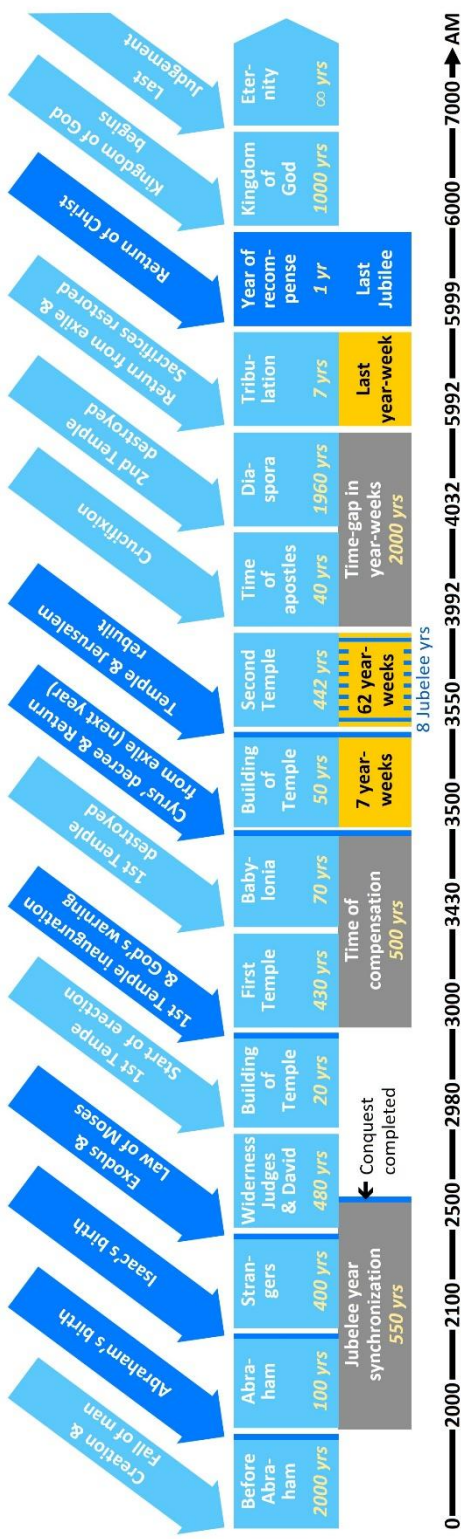 Creation &
Fall of man
Abraham's birth
Isaac's birth
Exodus &
Law of Moses
1st Tempe
Start of erection
1st Temple inauguration
& God's warning
1st Temple
destroyed
Cyrus' decree & Return
from exile (next year)
Temple & Jerusalem
rebuilt
Crucifixion
2nd Temple
destroyed
Return from exile &
Sacrifices restored
Return of Christ
Kingdom of God
begins
Last
Judgement
Before
Abra-
ham
2000 yrs
Abra-
ham
100 yrs
Stran-
gers
400 yrs
Widerness
Judges
& David
480 yrs
Building
of
Temple
20 yrs
First
Temple
430 yrs
Baby-
lonia
70 yrs
Building
of
Temple
50 yrs
Second
Temple
442 yrs
Time
of
apostles
40 yrs
Dia-
spora
1960 yrs
Tribu-
lation
7 yrs
Year of
recom-
pense
1 yr
Kingdom
of
God
1000 yrs
Eter-
nity
∞ yrs
Jubelee year
synchronization
550 yrs
Conquest
completed
Time of
compensation
500 yrs
7 year-
weeks
62 year-
weeks
8 Jubelee yrs
Time-gap in
year-weeks
2000 yrs
Last
year-week
Last
Jubilee
0 2000 2100 2500 2980 3000 3430 3500 3550 3992 4032 5992 5999 6000 7000 AM